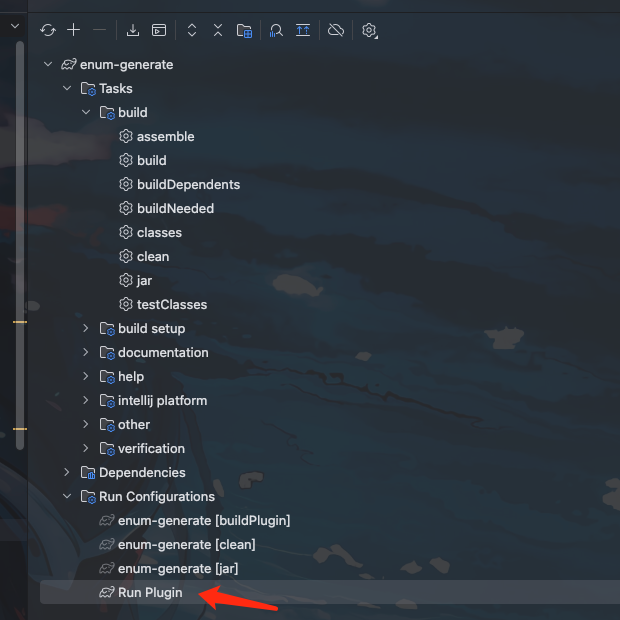 enum-generate
Tasks
build
assemble
build
buildDependents
buildNeeded
classes
clean
jar
testClasses
build setup
documentation
help
intellij platform
other
verification
Dependencies
Run Configurations
enum-generate [buildPlugin]
enum-generate [clean]
enum-generate [jar]
Run Plugin